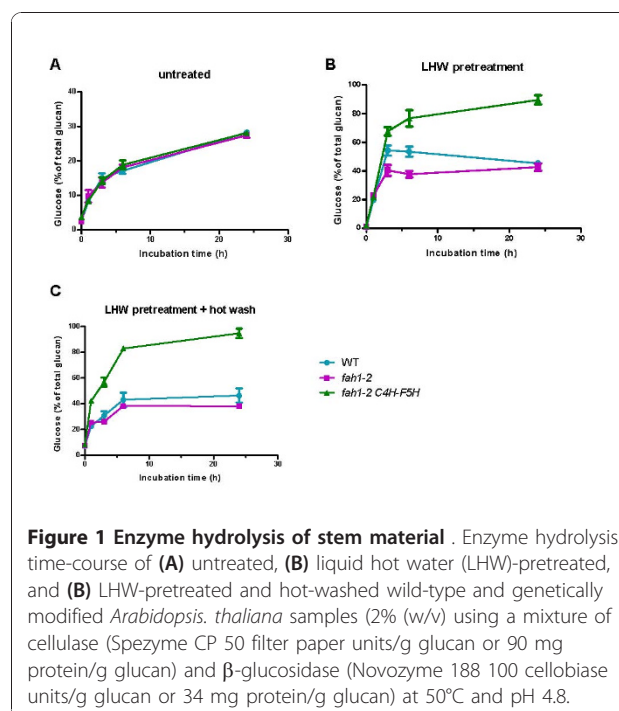 A
untreated
40
30
20
10
0
0
10
20
30
Glucose (% of total glucan)
Incubation time (h)
B
LHW pretreatment
100
80
60
40
20
0
0
10
20
30
Glucose (% of total glucan)
Incubation time (h)
C
LHW pretreatment + hot wash
100
80
60
40
20
0
0
10
20
30
Glucose (% of total glucan)
Incubation time (h)
WT
fah1-2
fah1-2 C4H-F5H
Figure 1 Enzyme hydrolysis of stem material . Enzyme hydrolysis
time-course of (A) untreated, (B) liquid hot water (LHW)-pretreated,
and (B) LHW-pretreated and hot-washed wild-type and genetically
modified Arabidopsis. thaliana samples (2% (w/v) using a mixture of
cellulase (Spezyme CP 50 filter paper units/g glucan or 90 mg
protein/g glucan) and β-glucosidase (Novozyme 188 100 cellobiase
units/g glucan or 34 mg protein/g glucan) at 50°C and pH 4.8.